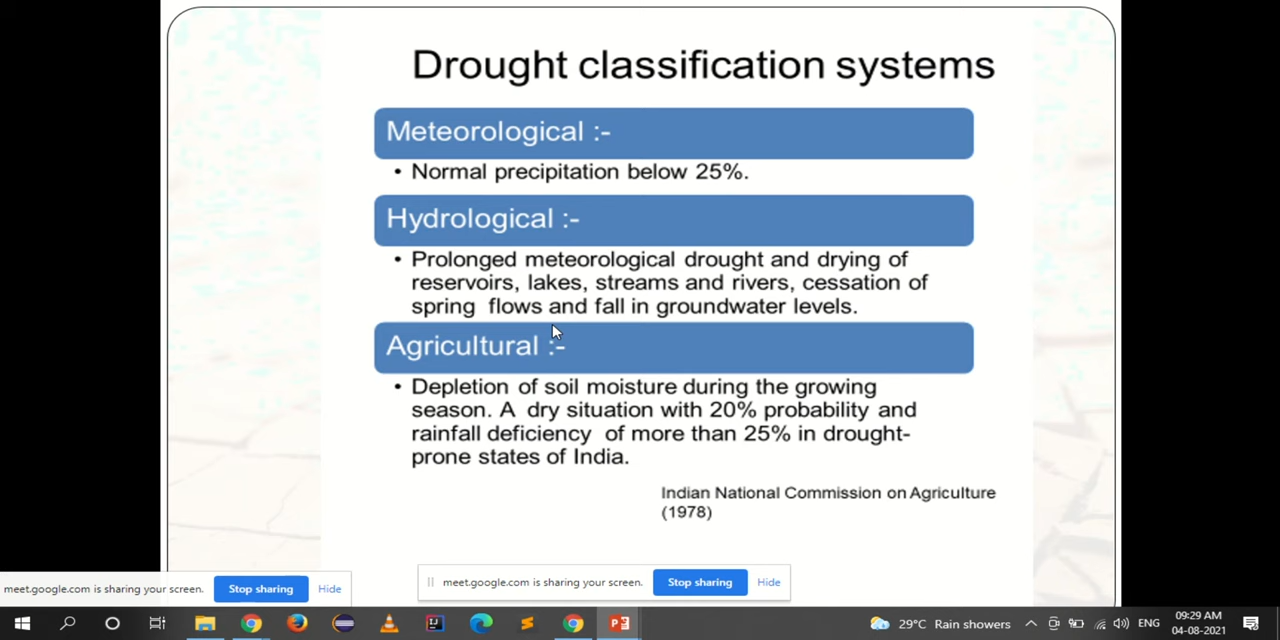 Drought classification systems
Meteorological :-
• Normal precipitation below 25%.
Hydrological :-
• Prolonged meteorological drought and drying of
reservoirs, lakes, streams and rivers, cessation of
spring flows and fall in groundwater levels.
Agricultural :-
• Depletion of soil moisture during the growing
season. A dry situation with 20% probability and
rainfall deficiency of more than 25% in drought-
prone states of India.
Indian National Commission on Agriculture
(1978)
meet.google.com is sharing your screen. Stop sharing Hide
meet.google.com is sharing your screen. Stop sharing Hide
29°C Rain showers ENG 09:29 AM
04-08-2021